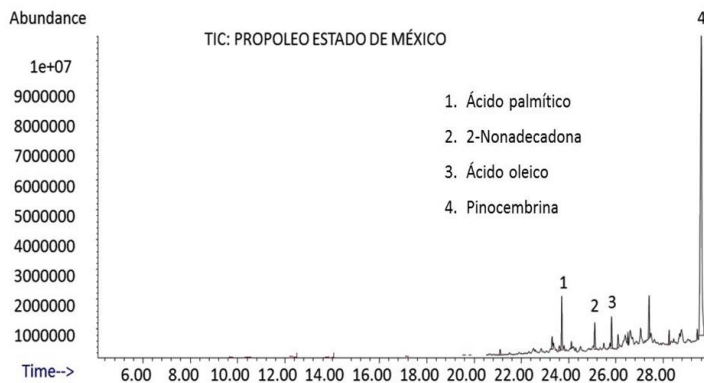 Abundance
4
TIC: PROPOLEO ESTADO DE MÉXICO
1e+07
9000000
1. Ácido palmítico
8000000
2. 2-Nonadecadona
7000000
3. Ácido oleico
6000000
4. Pinocembrina
5000000
4000000
3000000
1
2000000
2
3
1000000
Time-->
6.00 8.00 10.00 12.00 14.00 16.00 18.00 20.00 22.00 24.00 26.00 28.00